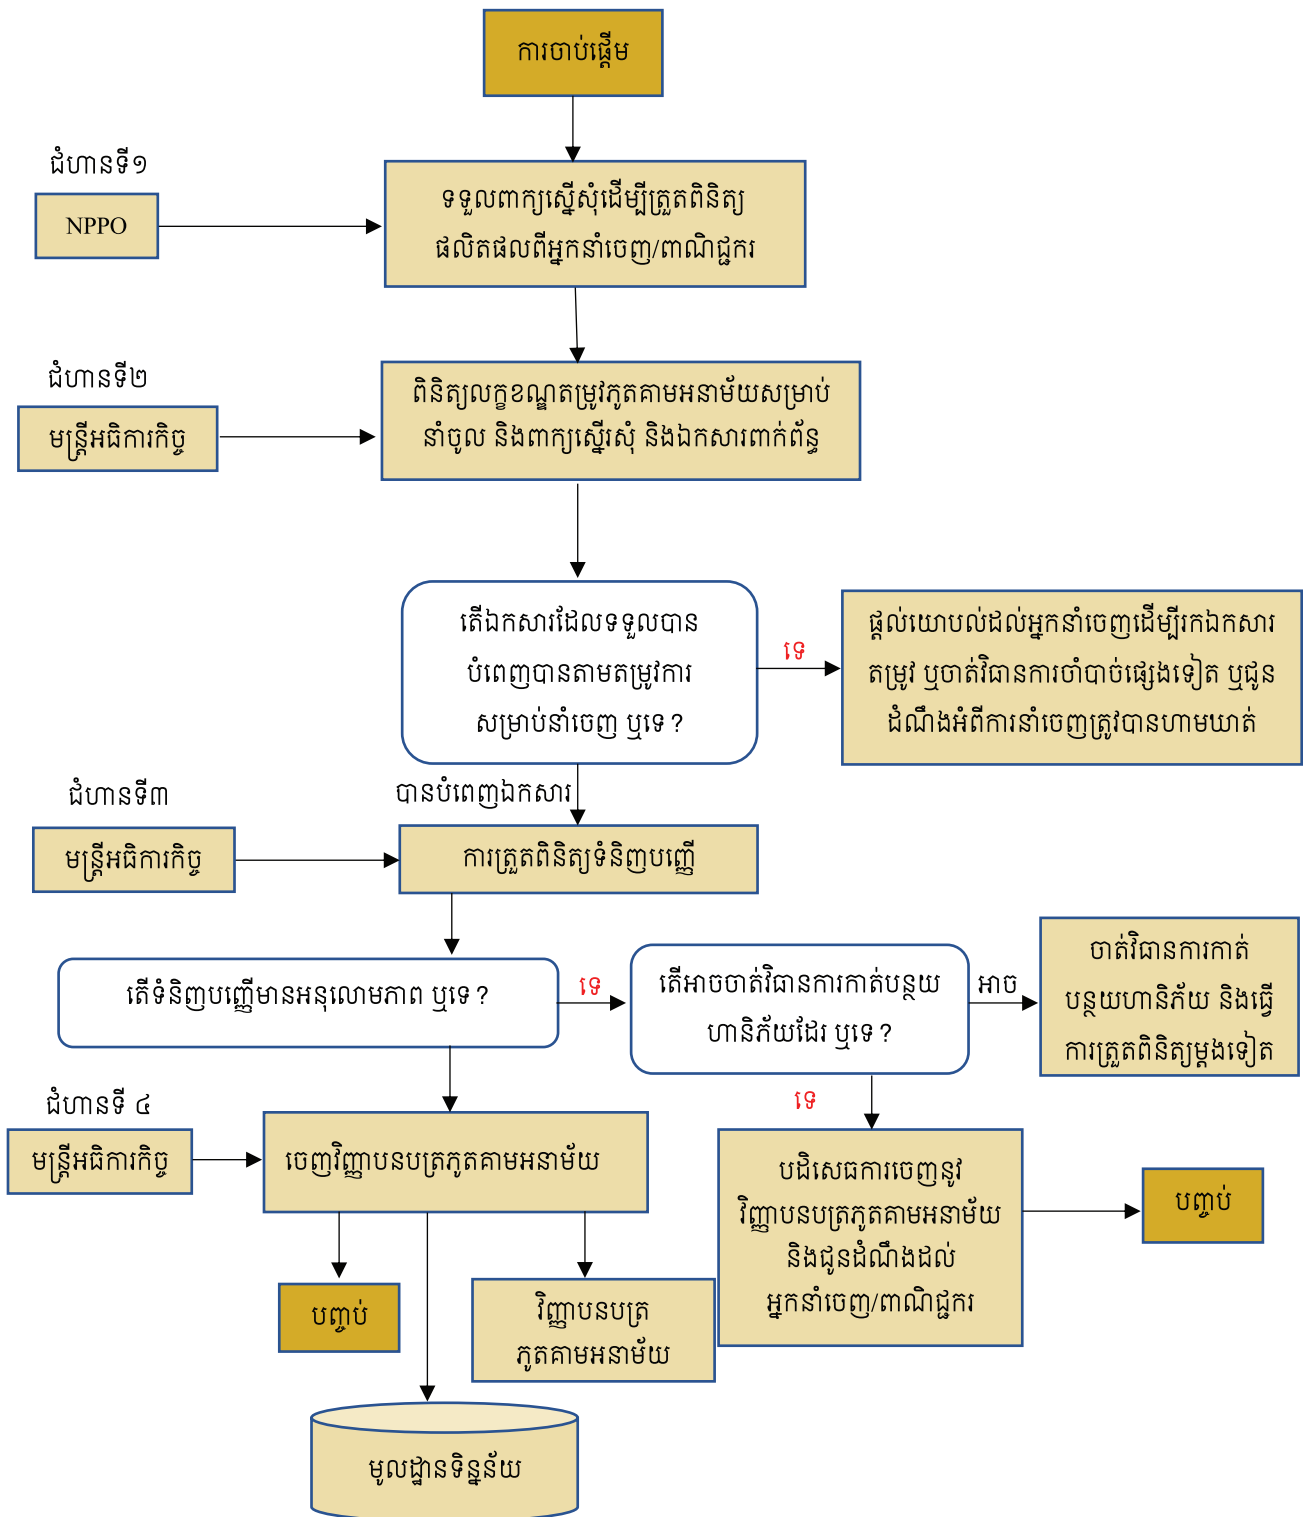 ការចាប់ផ្តើម
ជំហានទី១
NPPO
ទទួលពាក្យស្នើសុំដើម្បីត្រួតពិនិត្យ
ផលិតផលពីអ្នកនាំចេញ/ពាណិជ្ជករ
ជំហានទី២
មន្ត្រីអធិការកិច្ច
ពិនិត្យលក្ខខណ្ឌតម្រូវភូតគាមអនាម័យសម្រាប់
នាំចូល និងពាក្យស្នើរសុំ និងឯកសារពាក់ព័ន្ធ
តើឯកសារដែលទទួលបាន
បំពេញបានតាមតម្រូវការ
សម្រាប់នាំចេញ ឬទេ ?
ទេ
ផ្តល់យោបល់ដល់អ្នកនាំចេញដើម្បីរកឯកសារ
តម្រូវ ឬចាត់វិធានការចាំបាច់ផ្សេងទៀត ឬជូន
ដំណឹងអំពីការនាំចេញត្រូវបានហាមឃាត់
បានបំពេញឯកសារ
ជំហានទី៣
មន្ត្រីអធិការកិច្ច
ការត្រួតពិនិត្យទំនិញបញ្ញើ
តើទំនិញបញ្ញើមានអនុលោមភាព ឬទេ ?
ទេ
តើអាចចាត់វិធានការកាត់បន្ថយ
ហានិភ័យដែរ ឬទេ ?
អាច
ចាត់វិធានការកាត់
បន្ថយហានិភ័យ និងធ្វើ
ការត្រួតពិនិត្យម្តងទៀត
ទេ
ជំហានទី ៤
មន្ត្រីអធិការកិច្ច
ចេញវិញ្ញាបនបត្រភូតគាមអនាម័យ
បដិសេធការចេញនូវ
វិញ្ញាបនបត្រភូតគាមអនាម័យ
និងជូនដំណឹងដល់
អ្នកនាំចេញ/ពាណិជ្ជករ
បញ្ចប់
បញ្ចប់
វិញ្ញាបនបត្រ
ភូតគាមអនាម័យ
មូលដ្ឋានទិន្នន័យ